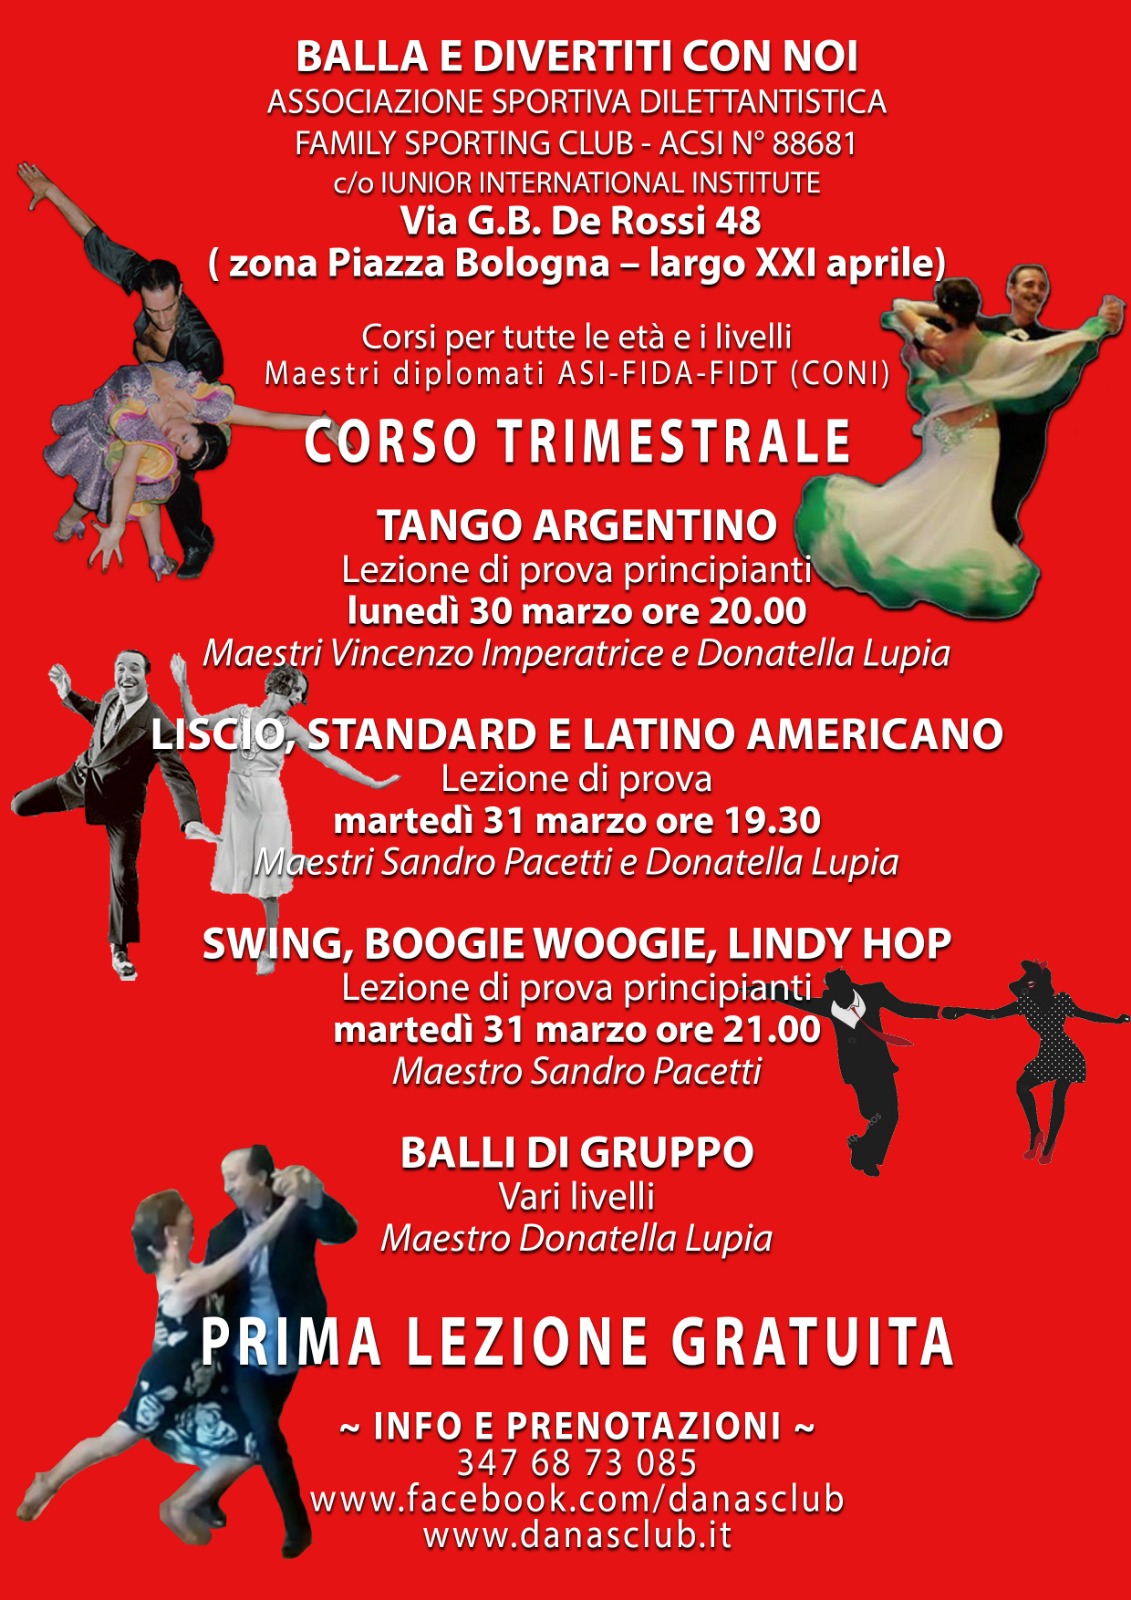 BALLA E DIVERTITI CON NOI
ASSOCIAZIONE SPORTIVA DILETTANTISTICA
FAMILY SPORTING CLUB - ACSI N° 88681
c/o IUNIOR INTERNATIONAL INSTITUTE
Via G.B. De Rossi 48
( zona Piazza Bologna – largo XXI aprile)
Corsi per tutte le età e i livelli
Maestri diplomati ASI-FIDA-FIDT (CONI)
CORSO TRIMESTRALE
TANGO ARGENTINO
Lezione di prova principianti
lunedì 30 marzo ore 20.00
Maestri Vincenzo Imperatrice e Donatella Lupia
LISCIO, STANDARD E LATINO AMERICANO
Lezione di prova
martedì 31 marzo ore 19.30
Maestri Sandro Pacetti e Donatella Lupia
SWING, BOOGIE WOOGIE, LINDY HOP
Lezione di prova principianti
martedì 31 marzo ore 21.00
Maestro Sandro Pacetti
BALLI DI GRUPPO
Vari livelli
Maestro Donatella Lupia
PRIMA LEZIONE GRATUITA
~ INFO E PRENOTAZIONI ~
347 68 73 085
www.facebook.com/danasclub
www.danasclub.it